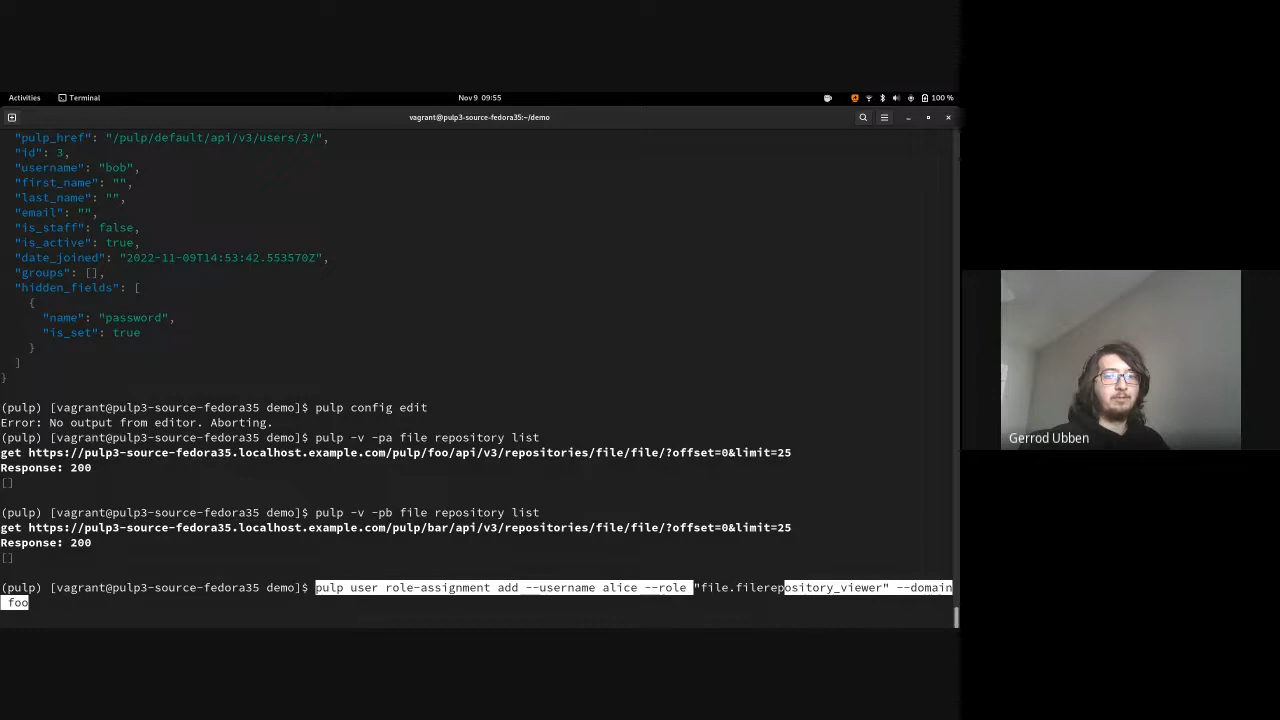 Activities
Terminal
Nov 9 09:55
100 %
vagrant@pulp3-source-fedora35:~/demo
"pulp_href": "/pulp/default/api/v3/users/3/",
"id": 3,
"username": "bob",
"first_name": "",
"last_name": "",
"email": "",
"is_staff": false,
"is_active": true,
"date_joined": "2022-11-09T14:53:42.553570Z",
"groups": [],
"hidden_fields": [
{
"name": "password",
"is_set": true
}
]
}
(pulp) [vagrant@pulp3-source-fedora35 demo]$ pulp config edit
Error: No output from editor. Aborting.
(pulp) [vagrant@pulp3-source-fedora35 demo]$ pulp -v -pa file repository list
get https://pulp3-source-fedora35.localhost.example.com/pulp/foo/api/v3/repositories/file/file/?offset=0&limit=25
Response: 200
[]
(pulp) [vagrant@pulp3-source-fedora35 demo]$ pulp -v -pb file repository list
get https://pulp3-source-fedora35.localhost.example.com/pulp/bar/api/v3/repositories/file/file/?offset=0&limit=25
Response: 200
[]
(pulp) [vagrant@pulp3-source-fedora35 demo]$ pulp user role-assignment add --username alice --role "file.filerepository_viewer" --domain
foo
Gerrod Ubben